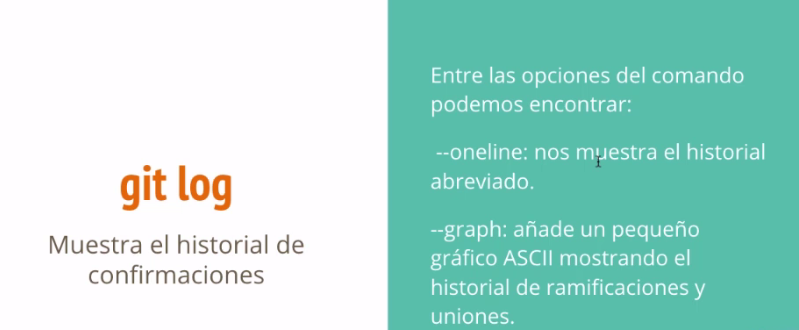 git log
Muestra el historial de
confirmaciones
Entre las opciones del comando
podemos encontrar:
--oneline: nos muestra el historial
abreviado.
--graph: añade un pequeño
gráfico ASCII mostrando el
historial de ramificaciones y
uniones.